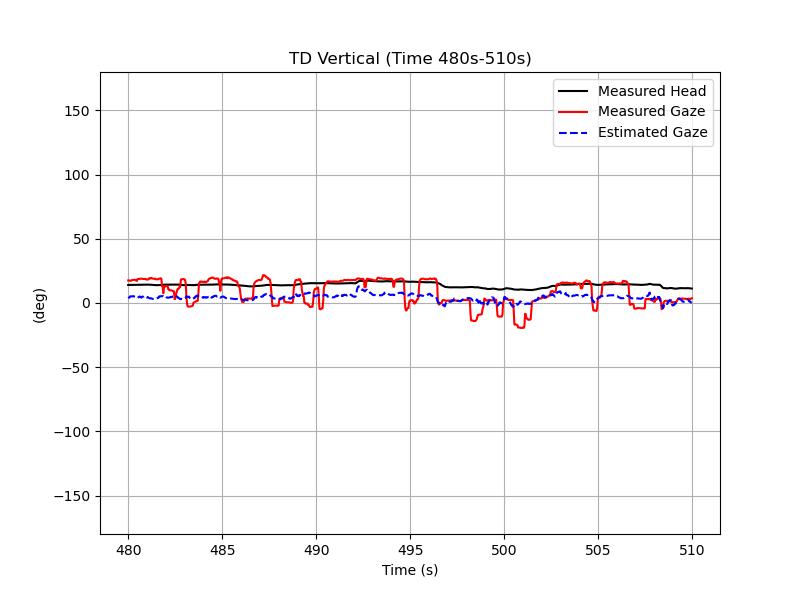 TD Vertical (Time 480s-510s)
Measured Head
Measured Gaze
Estimated Gaze
150
100
50
0
−50
−100
−150
(deg)
480 485 490 495 500 505 510
Time (s)